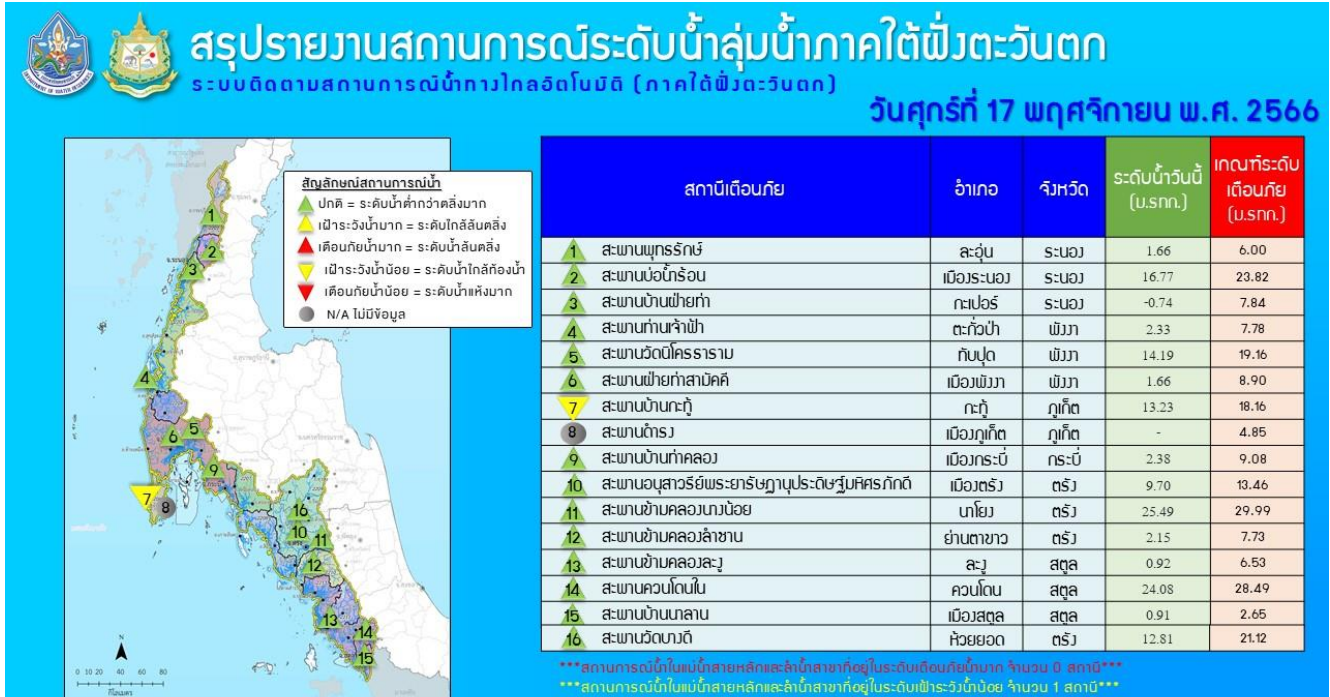 สรุปรายงานสถานการณ์ระดับน้ำลุ่มน้ำภาคใต้ฝั่งตะวันตก
ระบบติดตามสถานการณ์น้ำทางไกลอัตโนมัติ (ภาคใต้ฝั่งตะวันตก)
วันศุกร์ที่ 17 พฤศจิกายน พ.ศ. 2566
สัญลักษณ์สถานการณ์น้ำ
ปกติ = ระดับน้ำต่ำกว่าตลิ่งมาก
เฝ้าระวังน้ำมาก = ระดับใกล้ล้นตลิ่ง
เตือนภัยน้ำมาก = ระดับน้ำล้นตลิ่ง
เฝ้าระวังน้ำน้อย = ระดับน้ำใกล้ท้องน้ำ
เตือนภัยน้ำน้อย = ระดับน้ำแห้งมาก
N/A ไม่มีข้อมูล
1
2
3
4
5
6
7
8
9
16
10
11
12
13
14
15
N
0 10 20 40 60 80
กิโลเมตร
สถานีเตือนภัย อำเภอ จังหวัด ระดับน้ำวันนี้ (ม.รทก.) เกณฑ์ระดับเตือนภัย (ม.รทก.)
1 สะพานพุทธรักษ์ ละอุ่น ระนอง 1.66 6.00
2 สะพานบ่อน้ำร้อน เมืองระนอง ระนอง 16.77 23.82
3 สะพานบ้านฝ่ายท่า กะเปอร์ ระนอง -0.74 7.84
4 สะพานท่านเจ้าฟ้า ตะกั่วป่า พังงา 2.33 7.78
5 สะพานวัดนิโครธาราม ทับปุด พังงา 14.19 19.16
6 สะพานฝ่ายท่าสามัคคี เมืองพังงา พังงา 1.66 8.90
7 สะพานบ้านกะทู้ กะทู้ ภูเก็ต 13.23 18.16
8 สะพานดำรง เมืองภูเก็ต ภูเก็ต - 4.85
9 สะพานบ้านท่าคลอง เมืองกระบี่ กระบี่ 2.38 9.08
10 สะพานอนุสาวรีย์พระยารัษฎานุประดิษฐ์มหิศรภักดี เมืองตรัง ตรัง 9.70 13.46
11 สะพานข้ามคลองนางน้อย นาโยง ตรัง 25.49 29.99
12 สะพานข้ามคลองลำชาน ย่านตาขาว ตรัง 2.15 7.73
13 สะพานข้ามคลองละงู ละงู สตูล 0.92 6.53
14 สะพานควนโดนใน ควนโดน สตูล 24.08 28.49
15 สะพานบ้านนาลาน เมืองสตูล สตูล 0.91 2.65
16 สะพานวัดบางดี ห้วยยอด ตรัง 12.81 21.12
***สถานการณ์น้ำในแม่น้ำสายหลักและลำน้ำสาขาที่อยู่ในระดับเตือนภัยน้ำมาก จำนวน 0 สถานี***
***สถานการณ์น้ำในแม่น้ำสายหลักและลำน้ำสาขาที่อยู่ในระดับเฝ้าระวังน้ำน้อย จำนวน 1 สถานี***